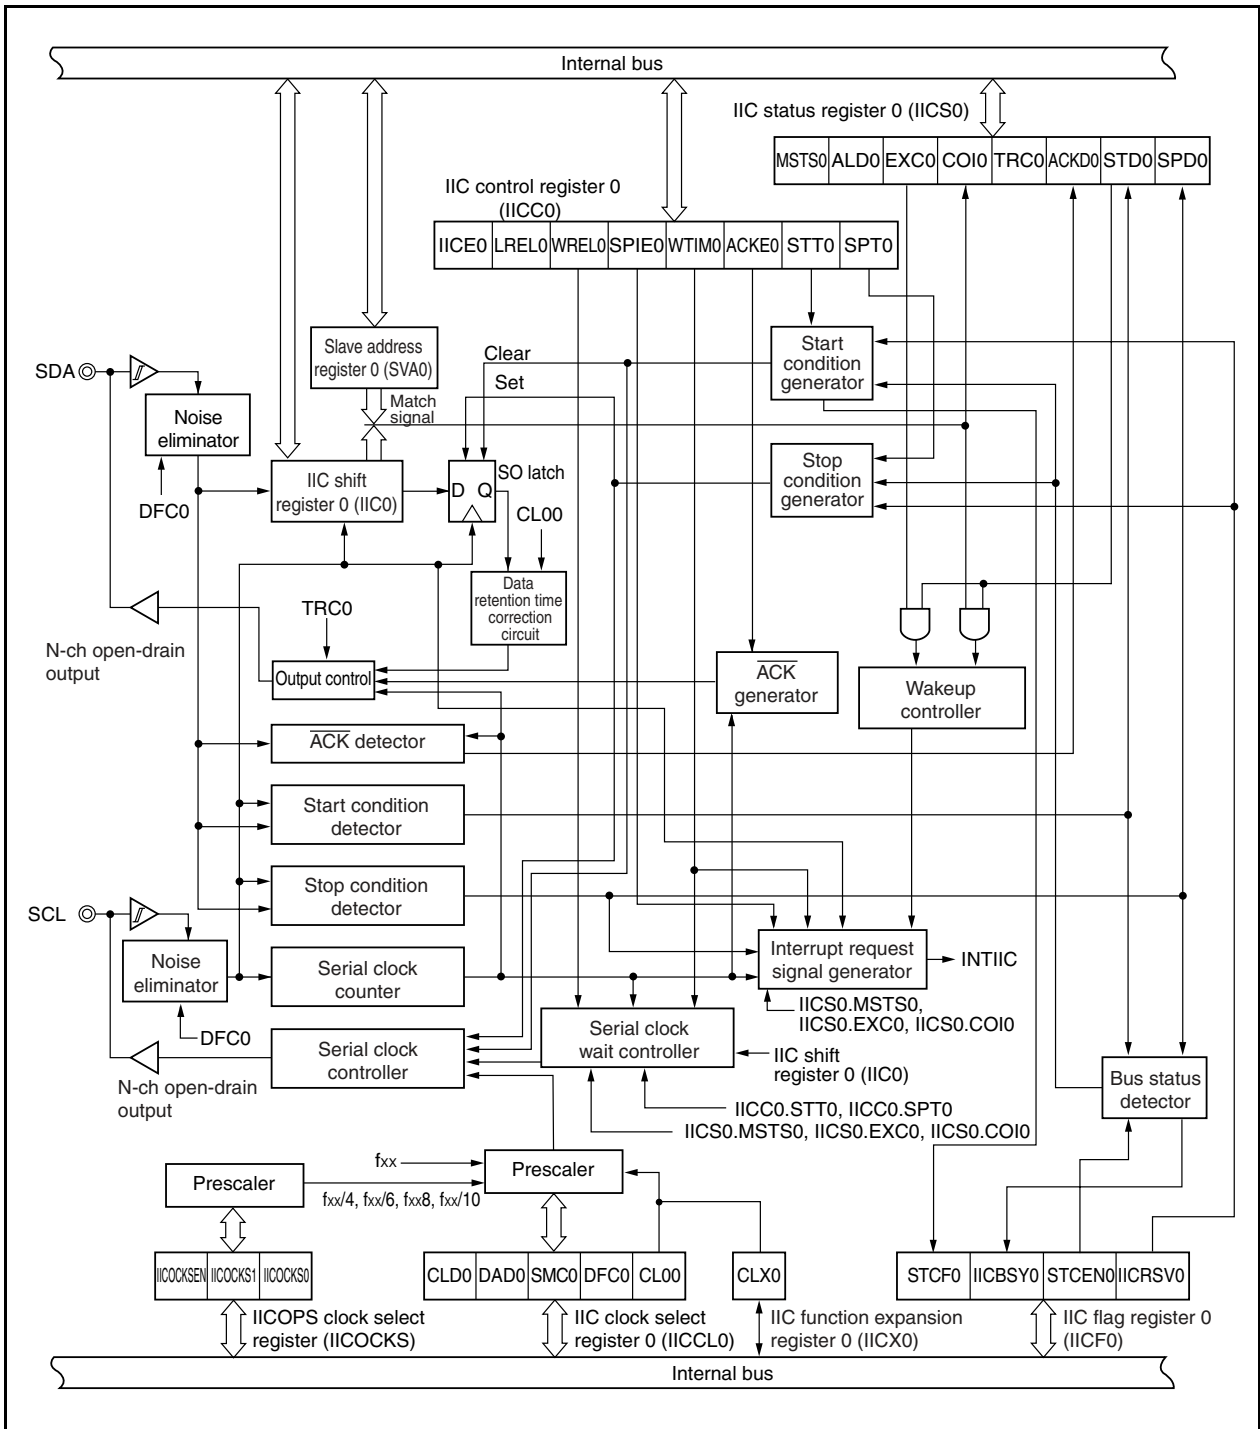 Internal bus
IIC status register 0 (IICS0)
MSTS0 ALD0 EXC0 COI0 TRC0 ACKD0 STD0 SPD0
IIC control register 0
(IICC0)
IICE0 LREL0 WREL0 SPIE0 WTIM0 ACKE0 STT0 SPT0
Slave address
register 0 (SVA0)
Clear
Set
Match
signal
Start
condition
generator
SDA
Noise
eliminator
DFC0
IIC shift
register 0 (IIC0)
D Q
SO latch
CL00
Stop
condition
generator
Data
retention time
correction
circuit
TRC0
N-ch open-drain
output
Output control
ACK
generator
Wakeup
controller
ACK detector
Start condition
detector
Stop condition
detector
SCL
Noise
eliminator
DFC0
Serial clock
counter
Interrupt request
signal generator
INTIIC
IICS0.MSTS0,
IICS0.EXC0, IICS0.COI0
Serial clock
controller
Serial clock
wait controller
IIC shift
register 0 (IIC0)
N-ch open-drain
output
IICC0.STT0, IICC0.SPT0
IICS0.MSTS0, IICS0.EXC0, IICS0.COI0
Bus status
detector
Prescaler
fxx
fxx/4, fxx/6, fxx8, fxx/10
Prescaler
IICOCKSEN IICOCKS1 IICOCKS0
CLD0 DAD0 SMC0 DFC0 CL00
CLX0
STCF0 IICBSY0 STCEN0 IICRSV0
IICOPS clock select
register (IICOCKS)
IIC clock select
register 0 (IICCL0)
IIC function expansion
register 0 (IICX0)
IIC flag register 0
(IICF0)
Internal bus